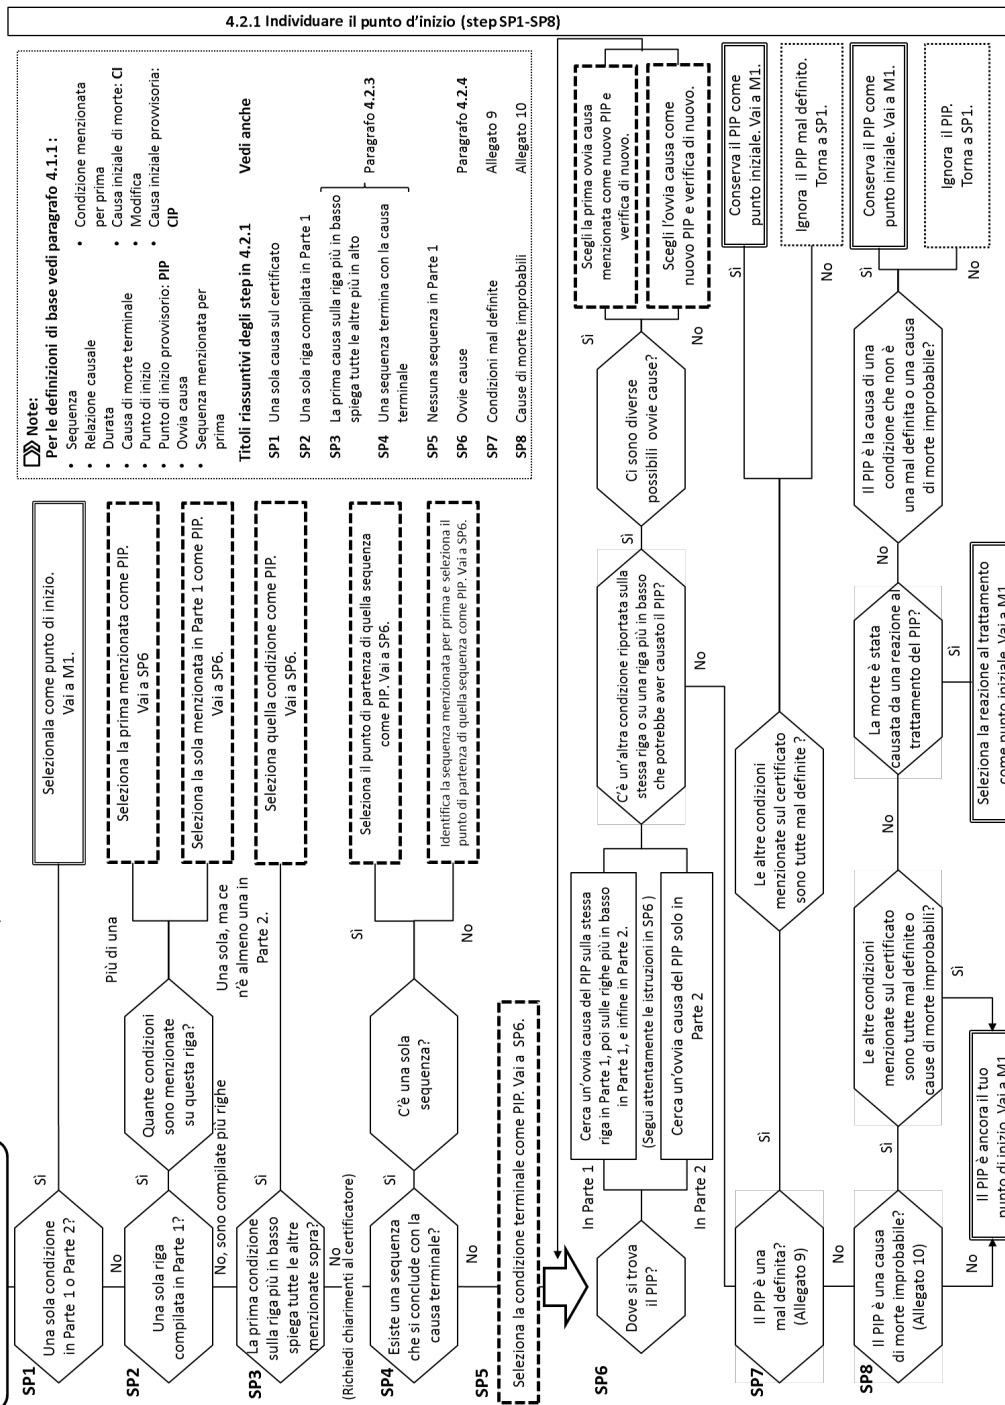 4.2.1 Individuare il punto d'inizio (step SP1-SP8)
SP1
Una sola condizione
in Parte 1 o Parte 2?
Sì
Selezionala come punto di inizio.
Vai a M1.
No
SP2
Una sola riga
compilata in Parte 1?
Sì
Quante condizioni
sono menzionate
su questa riga?
Più di una
Seleziona la prima menzionata come PIP.
Vai a SP6
Una sola, ma ce
n'è almeno una in
Parte 2.
Seleziona la sola menzionata in Parte 1 come PIP.
Vai a SP6.
No, sono compilate più righe
SP3
La prima condizione
sulla riga più in basso
spiega tutte le altre
menzionate sopra?
Sì
Seleziona quella condizione come PIP.
Vai a SP6.
No
(Richiedi chiarimenti al certificatore)
SP4
Esiste una sequenza
che si conclude con la
causa terminale?
Sì
C'è una sola
sequenza?
Sì
Seleziona il punto di partenza di quella sequenza
come PIP. Vai a SP6.
No
Identifica la sequenza menzionata per prima e seleziona il
punto di partenza di quella sequenza come PIP. Vai a SP6.
No
SP5
Seleziona la condizione terminale come PIP. Vai a SP6.
Note:
Per le definizioni di base vedi paragrafo 4.1.1 :
• Sequenza
• Relazione causale
• Durata
• Causa di morte terminale
• Punto di inizio
• Punto di inizio provvisorio: PIP
• Ovvia causa
• Sequenza menzionata per
prima
• Condizione menzionata
per prima
• Causa iniziale di morte: CI
• Modifica
• Causa iniziale provvisoria:
CIP
Titoli riassuntivi degli step in 4.2.1
Vedi anche
SP1 Una sola causa sul certificato
SP2 Una sola riga compilata in Parte 1
SP3 La prima causa sulla riga più in basso
spiega tutte le altre più in alto
SP4 Una sequenza termina con la causa
terminale
Paragrafo 4.2.3
SP5 Nessuna sequenza in Parte 1
SP6 Ovvie cause
Paragrafo 4.2.4
SP7 Condizioni mal definite
Allegato 9
SP8 Cause di morte improbabili
Allegato 10
SP6
Dove si trova
il PIP?
In Parte 1
Cerca un'ovvia causa del PIP sulla stessa
riga in Parte 1, poi sulle righe più in basso
in Parte 1, e infine in Parte 2.
(Segui attentamente le istruzioni in SP6 )
In Parte 2
Cerca un'ovvia causa del PIP solo in
Parte 2
C'è un'altra condizione riportata sulla
stessa riga o su una riga più in basso
che potrebbe aver causato il PIP?
Sì
Ci sono diverse
possibili ovvie cause?
Sì
Scegli la prima ovvia causa
menzionata come nuovo PIP e
verifica di nuovo.
No
Scegli l'ovvia causa come
nuovo PIP e verifica di nuovo.
No
SP7
Il PIP è una
mal definita?
(Allegato 9)
Sì
Le altre condizioni
menzionate sul certificato
sono tutte mal definite ?
Sì
Conserva il PIP come
punto iniziale. Vai a M1.
No
Ignora il PIP mal definito.
Torna a SP1.
No
SP8
Il PIP è una causa
di morte improbabile?
(Allegato 10)
Sì
Le altre condizioni
menzionate sul certificato
sono tutte mal definite o
cause di morte improbabili?
No
La morte è stata
causata da una reazione al
trattamento del PIP?
No
Il PIP è la causa di una
condizione che non è
una mal definita o una causa
di morte improbabile?
Sì
Conserva il PIP come
punto iniziale. Vai a M1.
No
Ignora il PIP.
Torna a SP1.
No
Sì
Il PIP è ancora il tuo
punto di inizio. Vai a M1
Sì
Seleziona la reazione al trattamento
come punto iniziale. Vai a M1